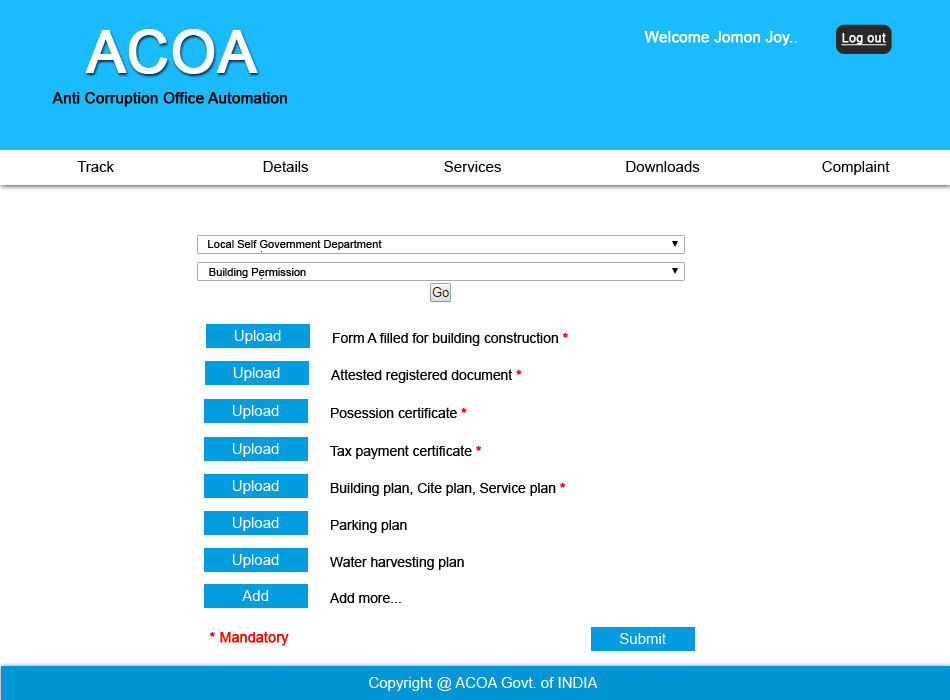 ACOA
Welcome Jomon Joy..
Log out
Anti Corruption Office Automation
Track Details Services Downloads Complaint
Local Self Government Department
Building Permission
Go
Upload Form A filled for building construction *
Upload Attested registered document *
Upload Posession certificate *
Upload Tax payment certificate *
Upload Building plan, Cite plan, Service plan *
Upload Parking plan
Upload Water harvesting plan
Add Add more...
* Mandatory
Submit
Copyright @ ACOA Govt. of INDIA